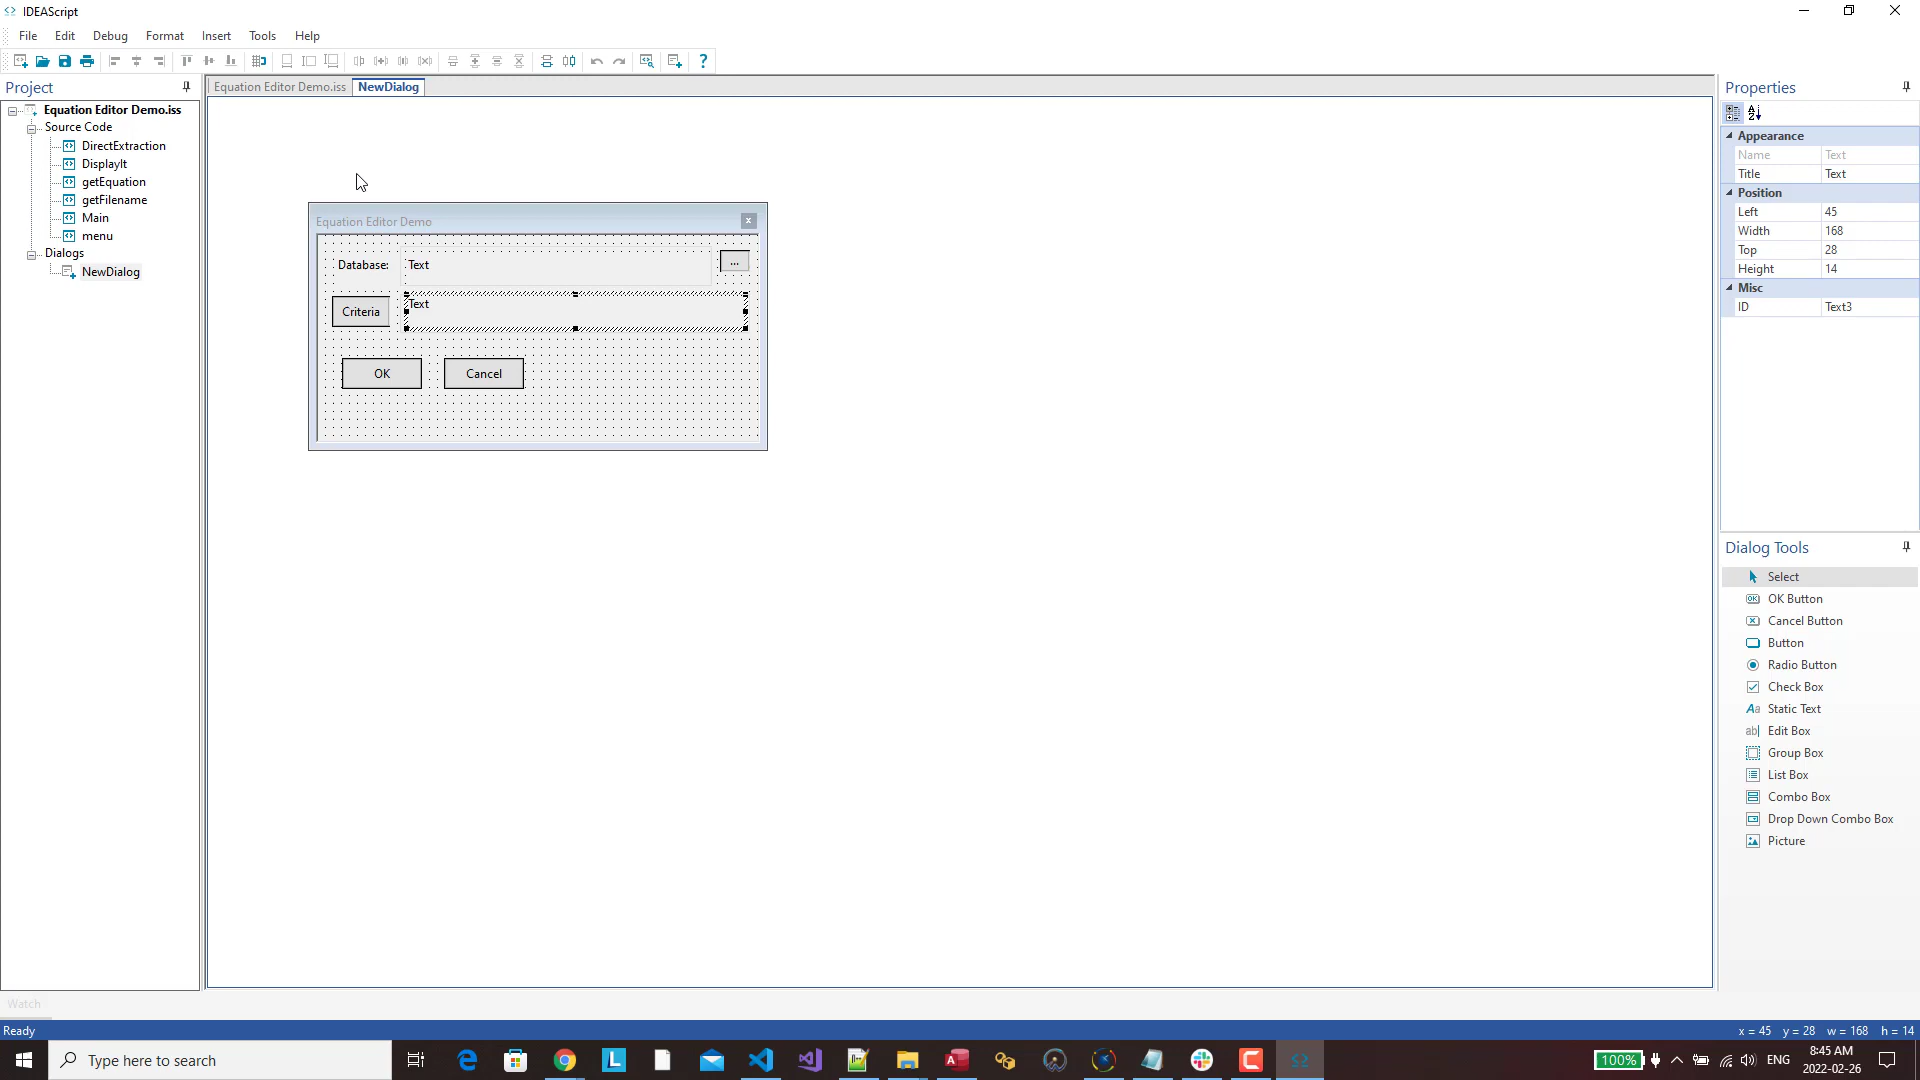 IDEAScript
File Edit Debug Format Insert Tools Help
Project
Equation Editor Demo.iss
Source Code
DirectExtraction
DisplayIt
getEquation
getFilename
Main
menu
Dialogs
NewDialog
Equation Editor Demo.iss NewDialog
Equation Editor Demo
Database: Text ...
Criteria Text
OK Cancel
Properties
Appearance
Name Text
Title Text
Position
Left 45
Width 168
Top 28
Height 14
Misc
ID Text3
Dialog Tools
Select
OK Button
Cancel Button
Button
Radio Button
Check Box
Static Text
Edit Box
Group Box
List Box
Combo Box
Drop Down Combo Box
Picture
Watch
Ready
x = 45 y = 28 w = 168 h = 14
Type here to search
100%
ENG
8:45 AM
2022-02-26